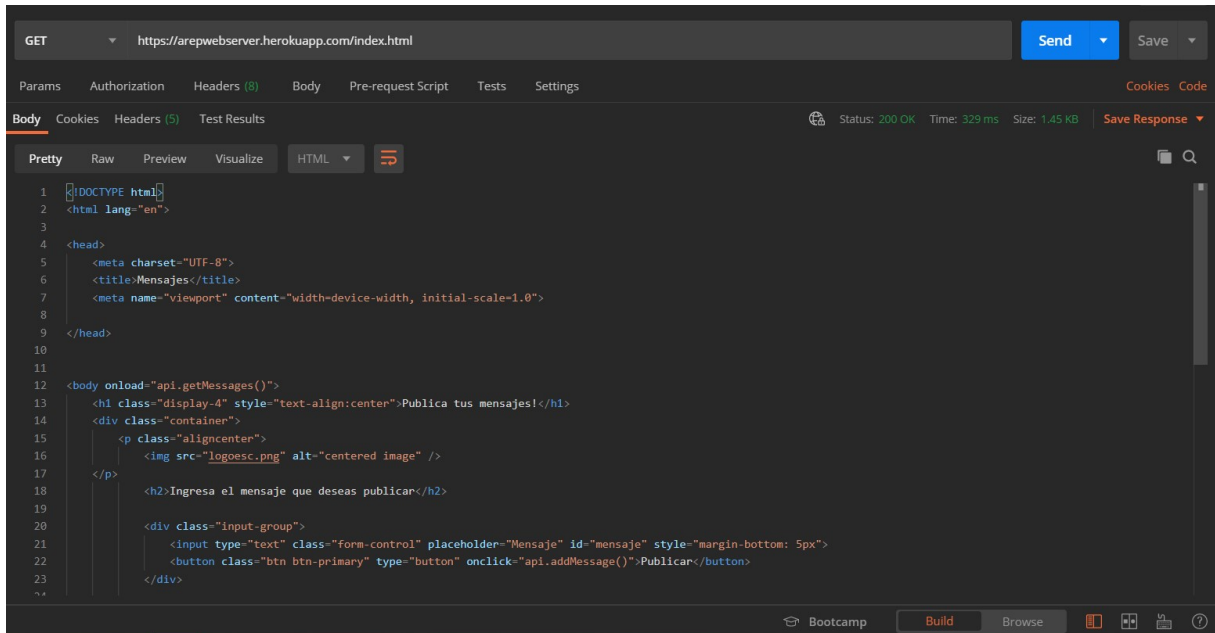 GET https://arepwebserver.herokuapp.com/index.html Send Save
Params Authorization Headers (8) Body Pre-request Script Tests Settings Cookies Code
Body Cookies Headers (5) Test Results Status: 200 OK Time: 329 ms Size: 1.45 KB Save Response
Pretty Raw Preview Visualize HTML
1 <!DOCTYPE html>
2 <html lang="en">
3
4 <head>
5 <meta charset="UTF-8">
6 <title>Mensajes</title>
7 <meta name="viewport" content="width=device-width, initial-scale=1.0">
8
9 </head>
10
11
12 <body onload="api.getMessages()">
13 <h1 class="display-4" style="text-align:center">Publica tus mensajes!</h1>
14 <div class="container">
15 <p class="aligncenter">
16 <img src="logoesc.png" alt="centered image" />
17 </p>
18 <h2>Ingresa el mensaje que deseas publicar</h2>
19
20 <div class="input-group">
21 <input type="text" class="form-control" placeholder="Mensaje" id="mensaje" style="margin-bottom: 5px">
22 <button class="btn btn-primary" type="button" onclick="api.addMessage()">Publicar</button>
23 </div>
24
Bootcamp Build Browse